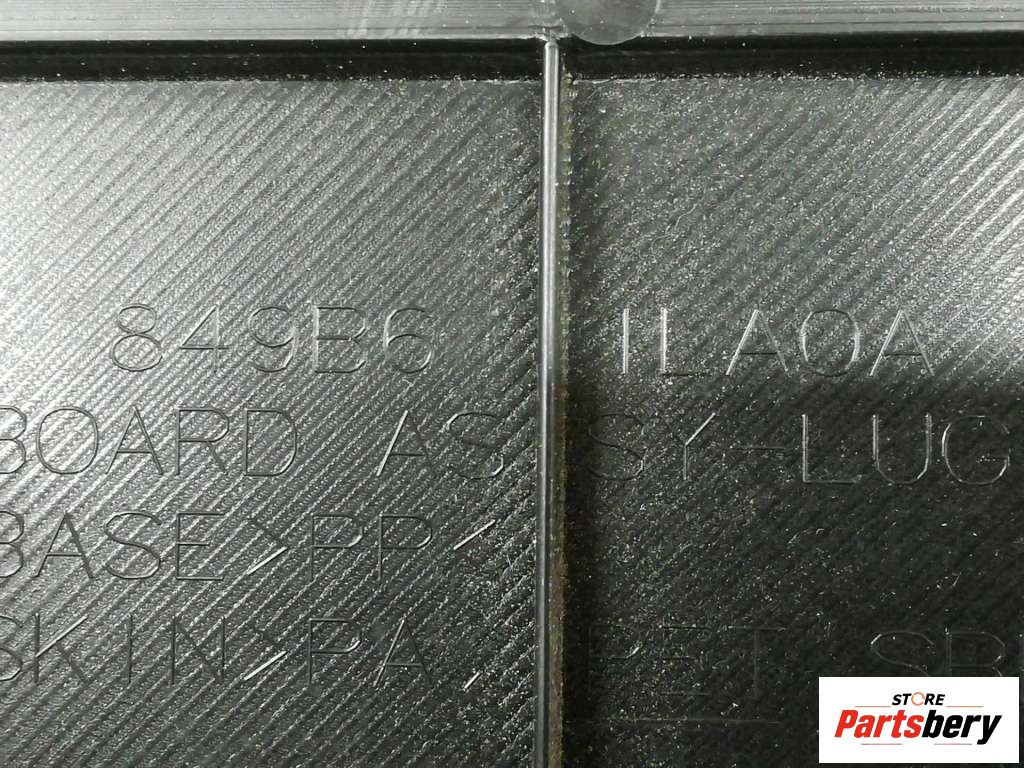 849B6 1LA0A
BOARD ASSY-LUG
BASE>PP<
SKIN>PA, PET
STORE
Partsbery